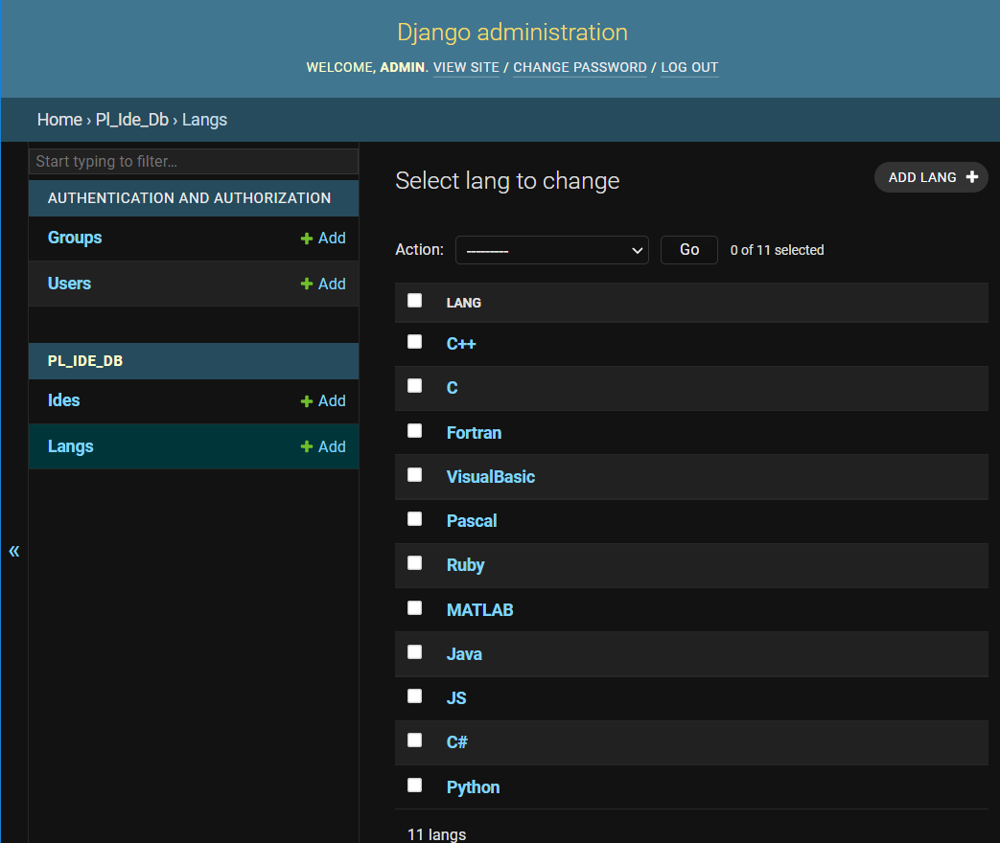 Django administration
WELCOME, ADMIN. VIEW SITE / CHANGE PASSWORD / LOG OUT
Home › Pl_Ide_Db › Langs
Start typing to filter...
AUTHENTICATION AND AUTHORIZATION
Groups + Add
Users + Add
PL_IDE_DB
Ides + Add
Langs + Add
«
Select lang to change
ADD LANG +
Action: --------- Go 0 of 11 selected
LANG
C++
C
Fortran
VisualBasic
Pascal
Ruby
MATLAB
Java
JS
C#
Python
11 langs